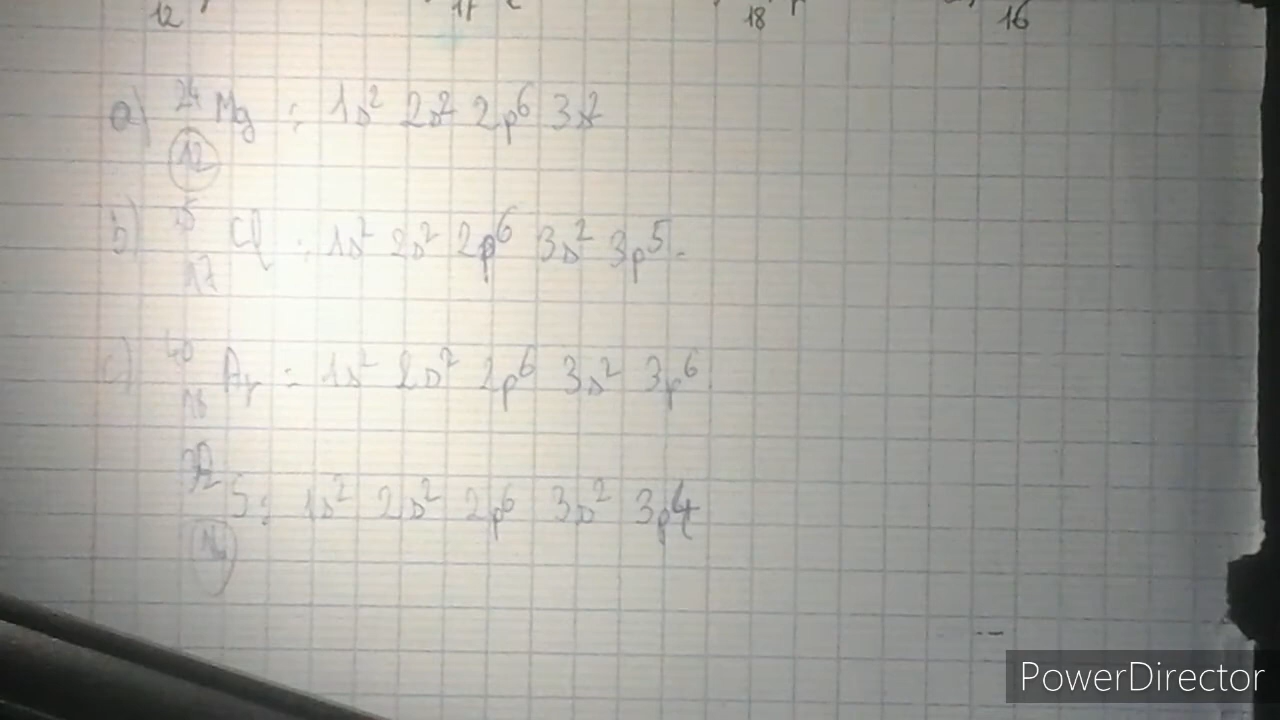 12 17 18 16
a) 24 Mg : 1s² 2s² 2p⁶ 3s²
12
b) 35 Cl : 1s² 2s² 2p⁶ 3s² 3p⁵.
17
c) 40 Ar : 1s² 2s² 2p⁶ 3s² 3p⁶
18
32 S : 1s² 2s² 2p⁶ 3s² 3p⁴
16
PowerDirector